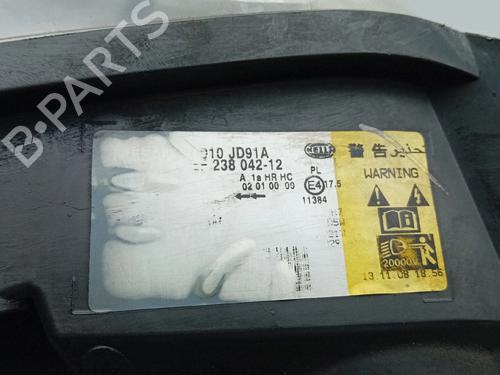 010 JD91A
238 042-12
A 1a HR HC
02 01 00 00
HELLA
PL
E4 17.5
11384
警告 تحذير
WARNING
20000V
13.11.08 18:56
B-PARTS